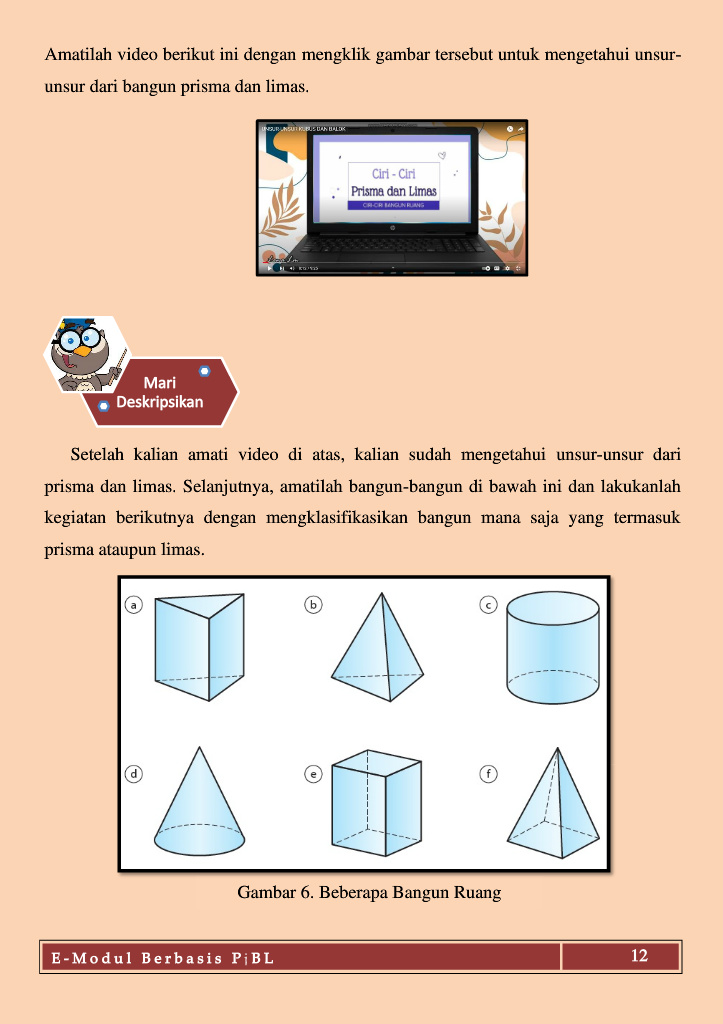 Amatilah video berikut ini dengan mengklik gambar tersebut untuk mengetahui unsur-
unsur dari bangun prisma dan limas.
UNSUR-UNSUR KUBUS DAN BALOK
Ciri - Ciri
Prisma dan Limas
CIRI-CIRI BANGUN RUANG
Mari
Deskripsikan
Setelah kalian amati video di atas, kalian sudah mengetahui unsur-unsur dari
prisma dan limas. Selanjutnya, amatilah bangun-bangun di bawah ini dan lakukanlah
kegiatan berikutnya dengan mengklasifikasikan bangun mana saja yang termasuk
prisma ataupun limas.
a
b
c
d
e
f
Gambar 6. Beberapa Bangun Ruang
E-Modul Berbasis PjBL
12